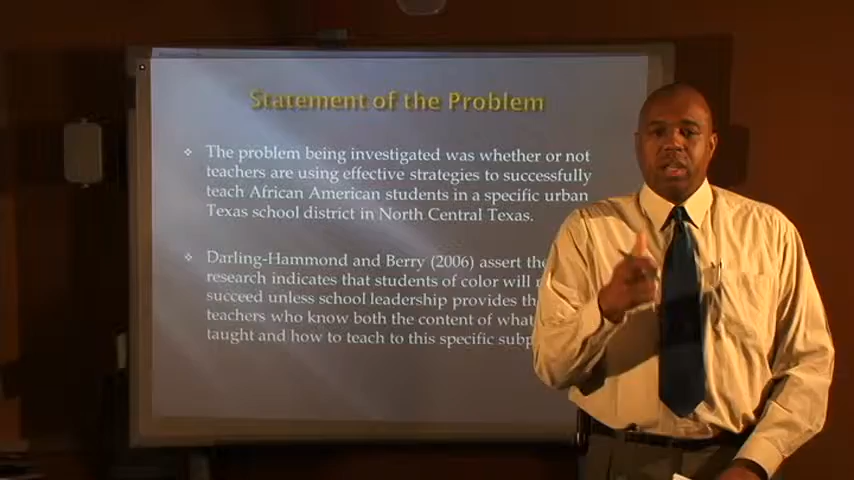 Statement of the Problem
The problem being investigated was whether or not
teachers are using effective strategies to successfully
teach African American students in a specific urban
Texas school district in North Central Texas.
Darling-Hammond and Berry (2006) assert
research indicates that students of color will
succeed unless school leadership provides
teachers who know both the content of what
taught and how to teach to this specific